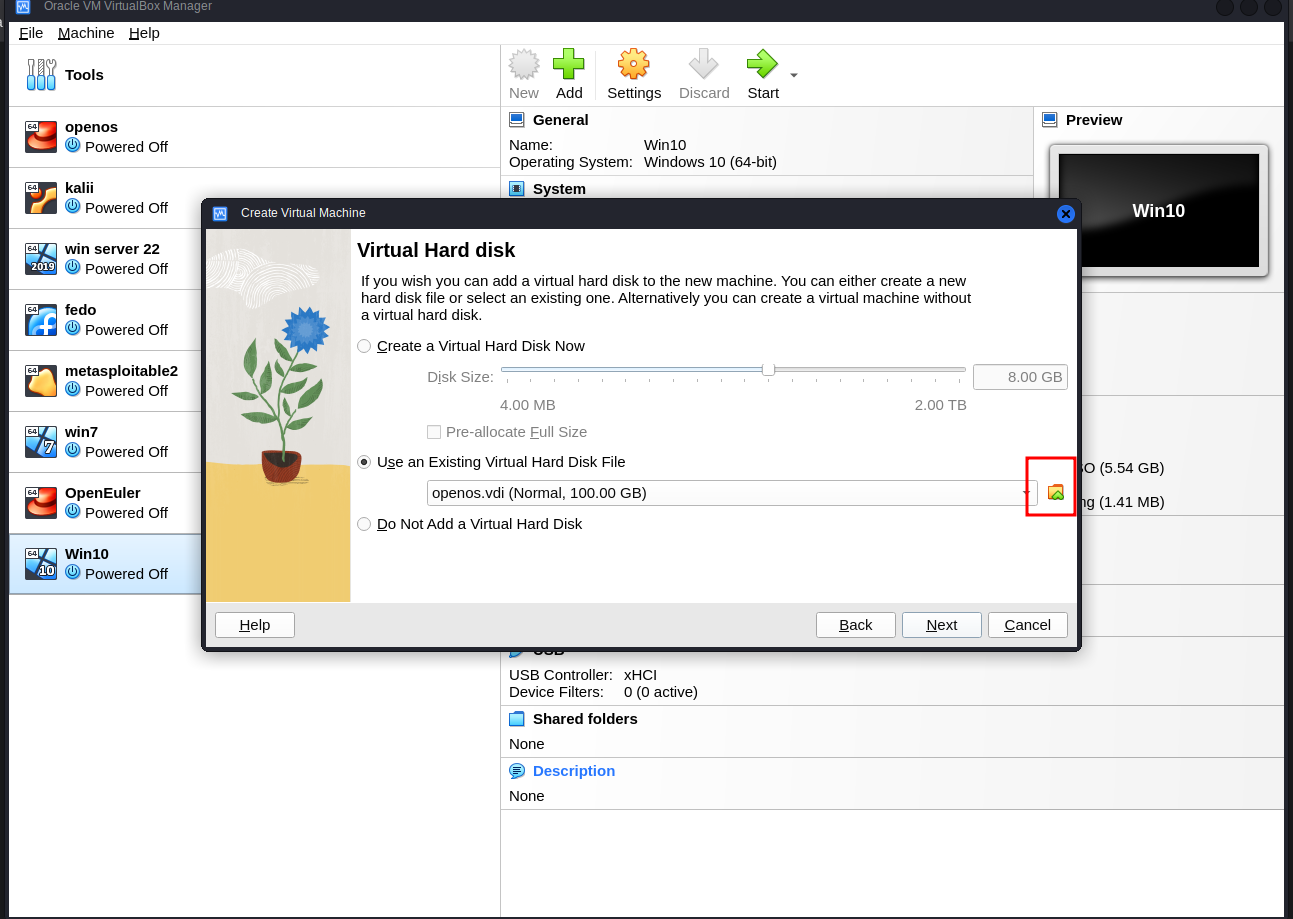 Oracle VM VirtualBox Manager
File Machine Help
Tools
New Add Settings Discard Start
64
openos
Powered Off
64
kalii
Powered Off
64
2019
win server 22
Powered Off
64
fedo
Powered Off
64
metasploitable2
Powered Off
64
7
win7
Powered Off
64
OpenEuler
Powered Off
64
10
Win10
Powered Off
General
Name: Win10
Operating System: Windows 10 (64-bit)
System
Preview
Win10
Create Virtual Machine
Virtual Hard disk
If you wish you can add a virtual hard disk to the new machine. You can either create a new
hard disk file or select an existing one. Alternatively you can create a virtual machine without
a virtual hard disk.
Create a Virtual Hard Disk Now
Disk Size: 8.00 GB
4.00 MB 2.00 TB
Pre-allocate Full Size
Use an Existing Virtual Hard Disk File
openos.vdi (Normal, 100.00 GB)
Do Not Add a Virtual Hard Disk
Help Back Next Cancel
SO (5.54 GB)
ng (1.41 MB)
USB
USB Controller: xHCI
Device Filters: 0 (0 active)
Shared folders
None
Description
None